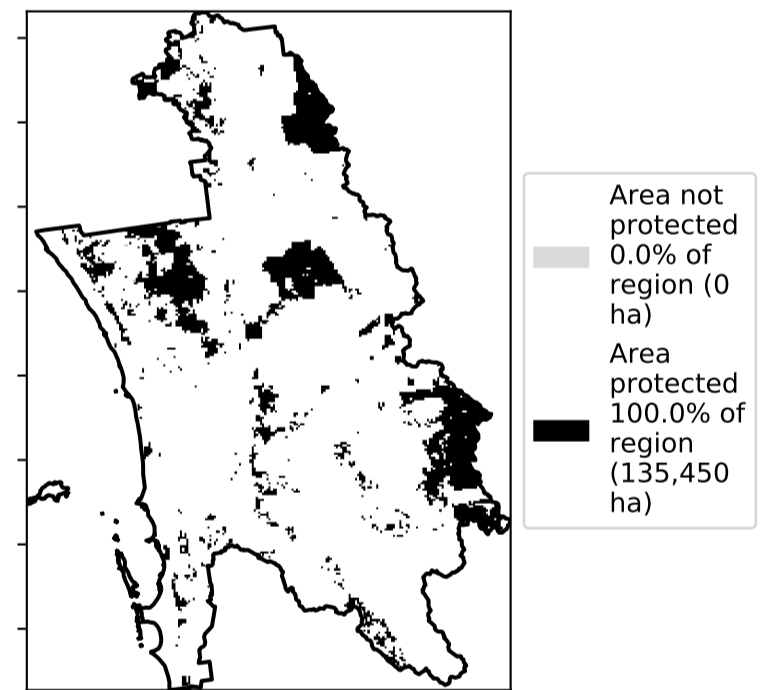 Area not
protected
0.0% of
region (0
ha)
Area
protected
100.0% of
region
(135,450
ha)